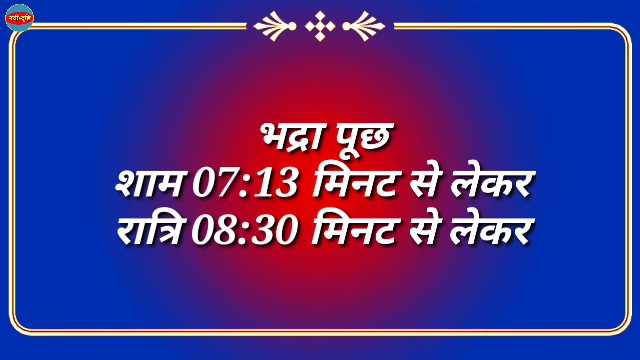 भद्रा पूछ
शाम 07:13 मिनट से लेकर
रात्रि 08:30 मिनट से लेकर